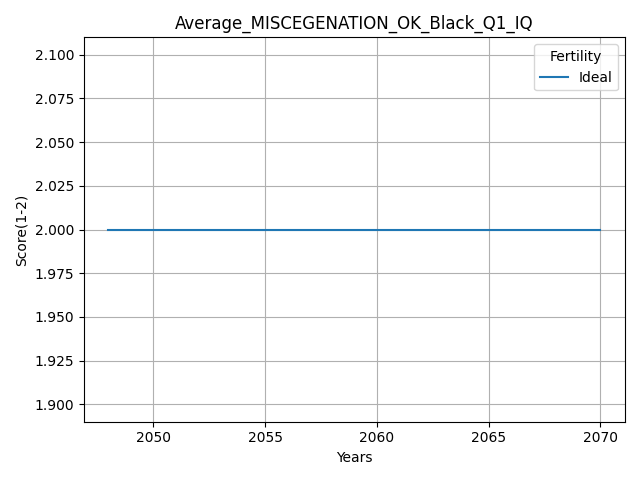 Average_MISCEGENATION_OK_Black_Q1_IQ
Fertility
Ideal
Score(1-2)
2.100
2.075
2.050
2.025
2.000
1.975
1.950
1.925
1.900
2050 2055 2060 2065 2070
Years